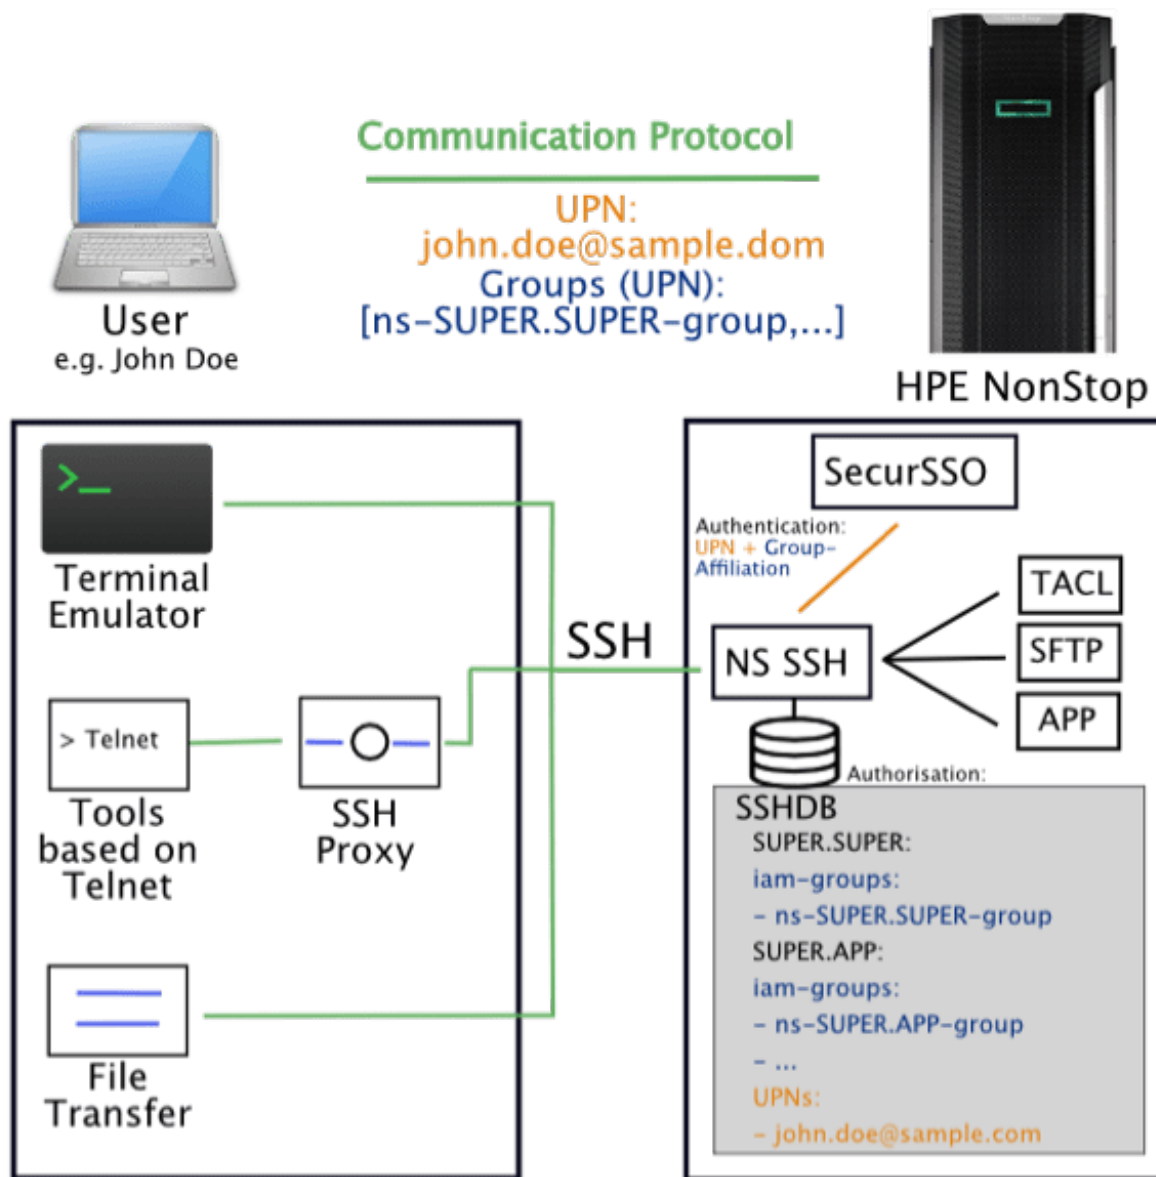 Communication Protocol
UPN:
john.doe@sample.dom
Groups (UPN):
[ns-SUPER.SUPER-group,...]
User
e.g. John Doe
HPE NonStop
>_
Terminal
Emulator
> Telnet
Tools
based on
Telnet
SSH
Proxy
File
Transfer
SSH
SecurSSO
Authentication:
UPN + Group-
Affiliation
NS SSH
TACL
SFTP
APP
Authorisation:
SSHDB
SUPER.SUPER:
iam-groups:
- ns-SUPER.SUPER-group
SUPER.APP:
iam-groups:
- ns-SUPER.APP-group
- ...
UPNs:
- john.doe@sample.com